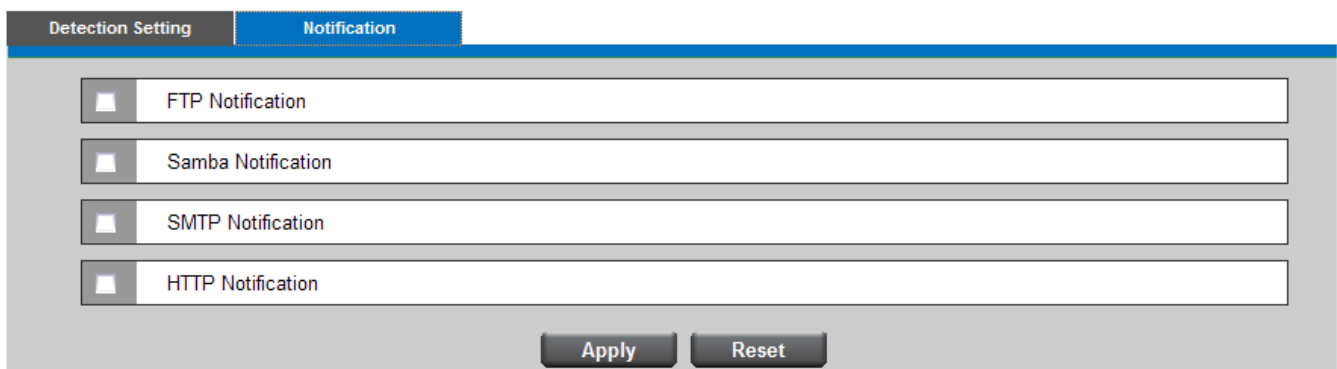 Detection Setting Notification
FTP Notification
Samba Notification
SMTP Notification
HTTP Notification
Apply Reset